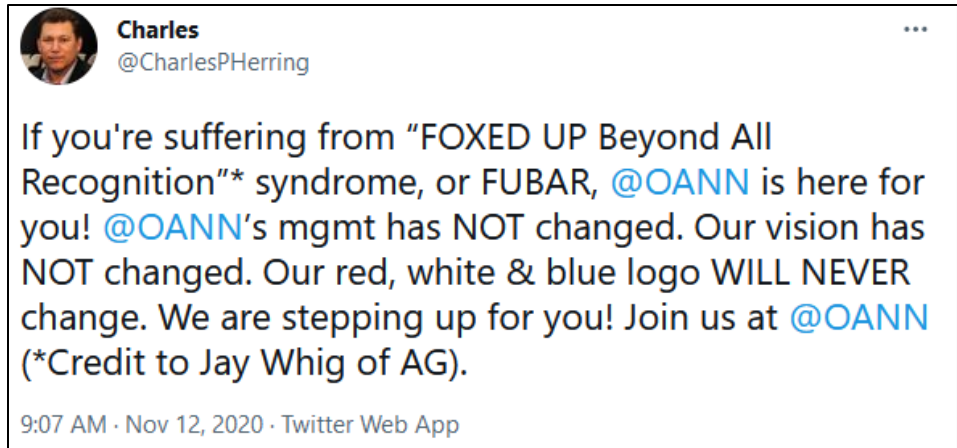 Charles
@CharlesPHerring
If you're suffering from “FOXED UP Beyond All
Recognition”* syndrome, or FUBAR, @OANN is here for
you! @OANN’s mgmt has NOT changed. Our vision has
NOT changed. Our red, white & blue logo WILL NEVER
change. We are stepping up for you! Join us at @OANN
(*Credit to Jay Whig of AG).
9:07 AM · Nov 12, 2020 · Twitter Web App